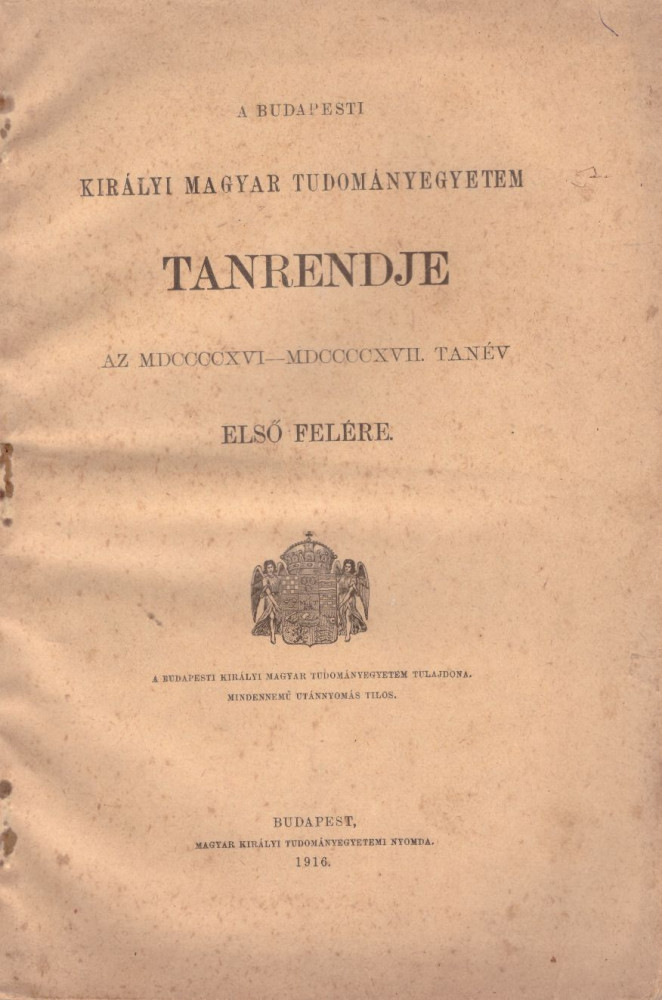 A BUDAPESTI
KIRÁLYI MAGYAR TUDOMÁNYEGYETEM
TANRENDJE
AZ MDCCCCXVI—MDCCCCXVII. TANÉV
ELSŐ FELÉRE.
A BUDAPESTI KIRÁLYI MAGYAR TUDOMÁNYEGYETEM TULAJDONA.
MINDENNEMŰ UTÁNNYOMÁS TILOS.
BUDAPEST,
MAGYAR KIRÁLYI TUDOMÁNYEGYETEMI NYOMDA.
1916.